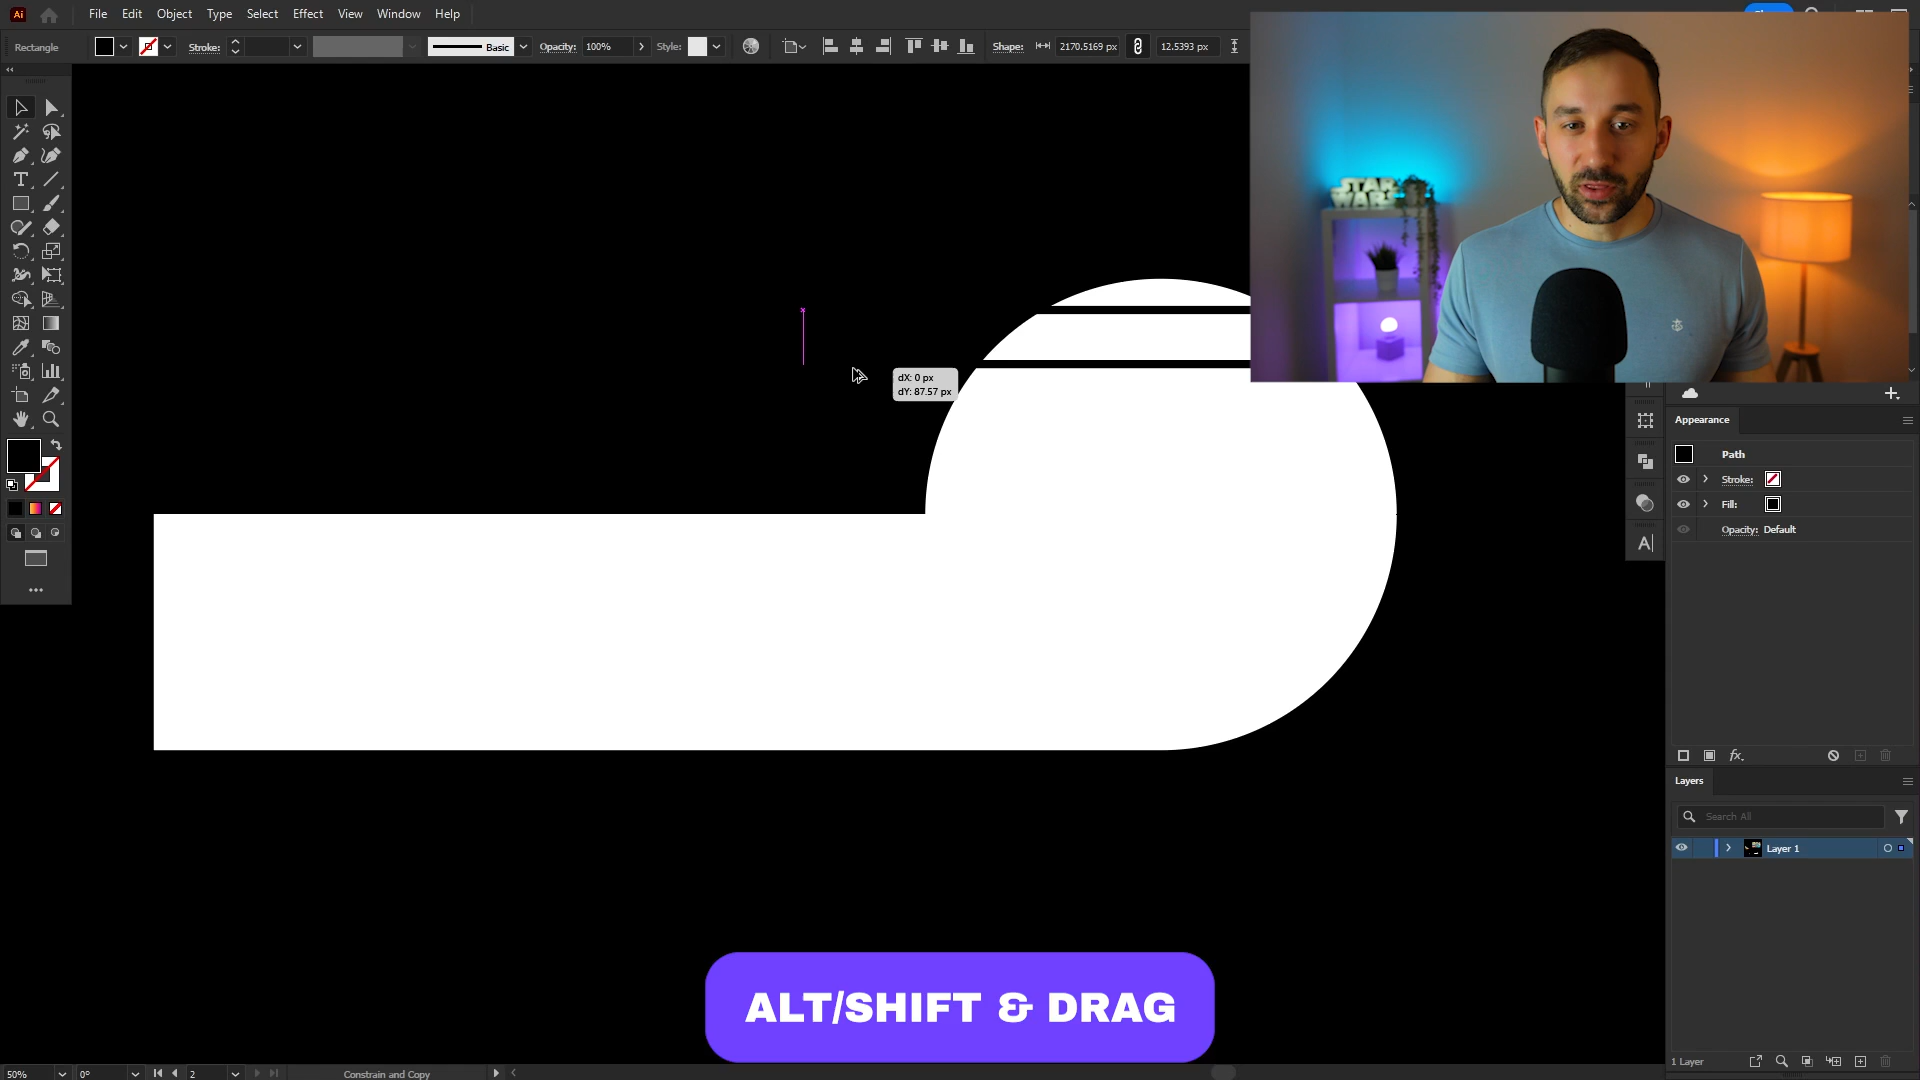 Ai File Edit Object Type Select Effect View Window Help
Rectangle Stroke: Basic Opacity: 100% Style: Shape: 2170.5169 px 12.5393 px
STAR
WARS
dX: 0 px
dY: 87.57 px
Appearance
Path
Stroke:
Fill:
Opacity: Default
Layers
Search All
Layer 1
ALT/SHIFT & DRAG
1 Layer
50% 0° 2 Constrain and Copy